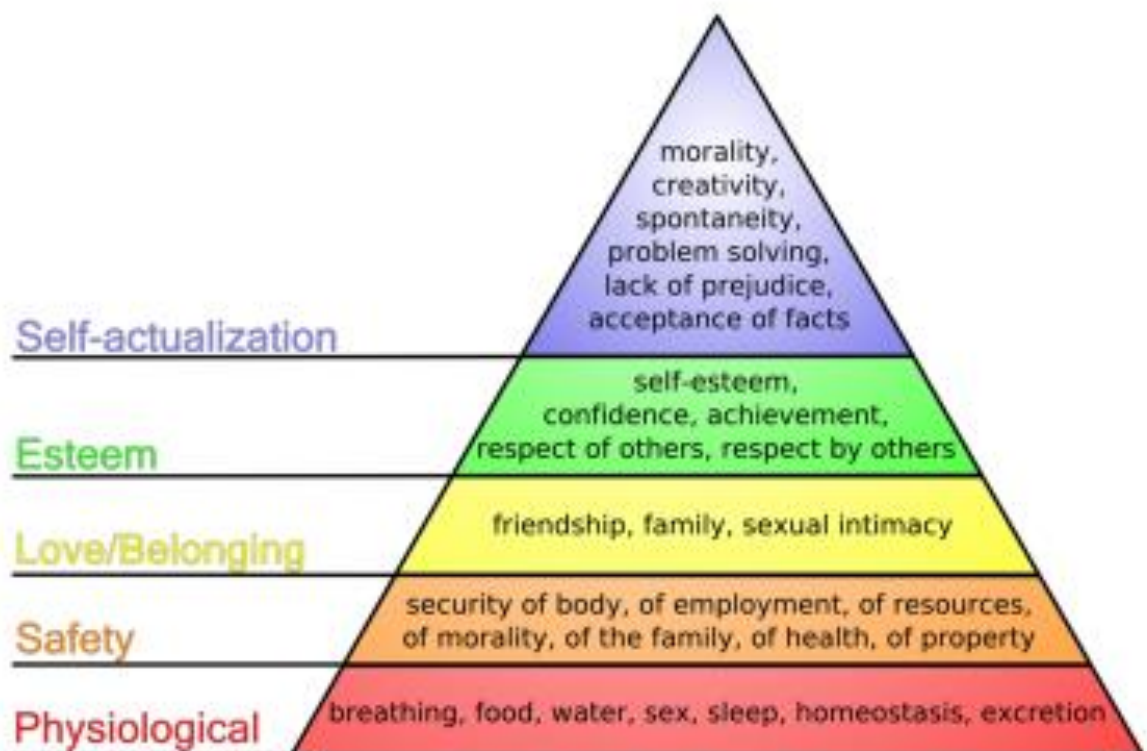 morality,
creativity,
spontaneity,
problem solving,
lack of prejudice,
acceptance of facts
Self-actualization
self-esteem,
confidence, achievement,
respect of others, respect by others
Esteem
friendship, family, sexual intimacy
Love/Belonging
security of body, of employment, of resources,
of morality, of the family, of health, of property
Safety
breathing, food, water, sex, sleep, homeostasis, excretion
Physiological